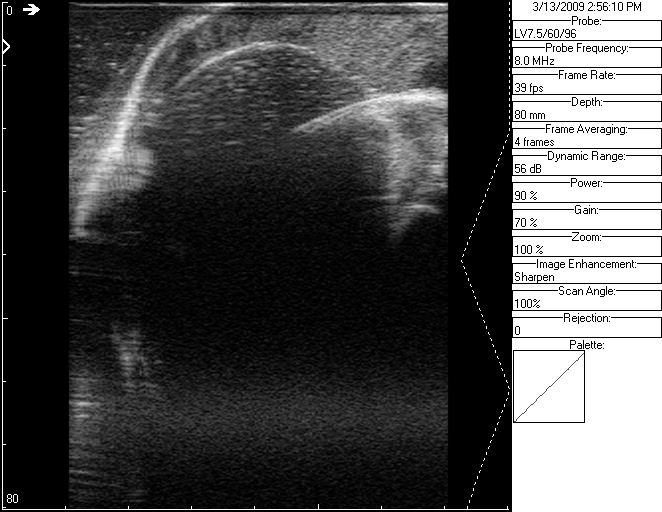 0
80
3/13/2009 2:56:10 PM
Probe:
LV7.5/60/96
Probe Frequency:
8.0 MHz
Frame Rate:
39 fps
Depth:
80 mm
Frame Averaging:
4 frames
Dynamic Range:
56 dB
Power:
90 %
Gain:
70 %
Zoom:
100 %
Image Enhancement:
Sharpen
Scan Angle:
100%
Rejection:
0
Palette: